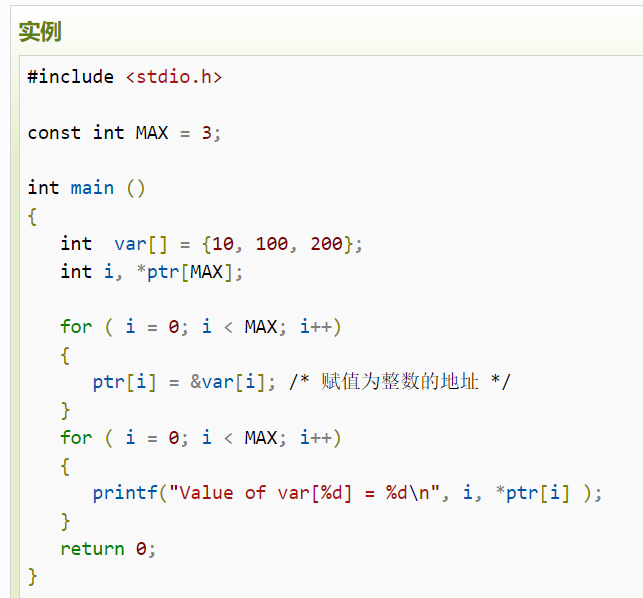 实例
#include <stdio.h>
const int MAX = 3;
int main ()
{
   int  var[] = {10, 100, 200};
   int i, *ptr[MAX];
   for ( i = 0; i < MAX; i++)
   {
      ptr[i] = &var[i]; /* 赋值为整数的地址 */
   }
   for ( i = 0; i < MAX; i++)
   {
      printf("Value of var[%d] = %d\n", i, *ptr[i] );
   }
   return 0;
}